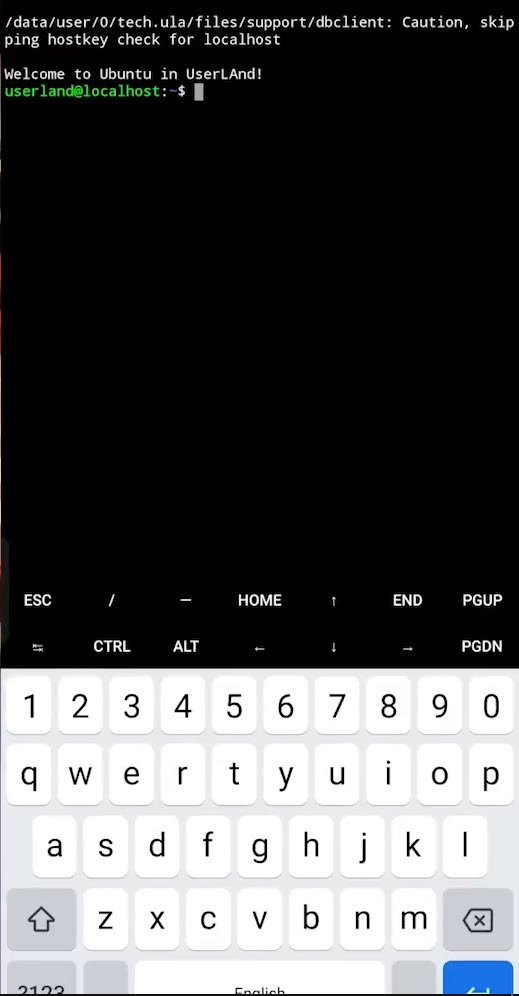 /data/user/0/tech.ula/files/support/dbclient: Caution, skip
ping hostkey check for localhost
Welcome to Ubuntu in UserLAnd!
userland@localhost:~$
ESC / — HOME ↑ END PGUP
↹ CTRL ALT ← ↓ → PGDN
1 2 3 4 5 6 7 8 9 0
q w e r t y u i o p
a s d f g h j k l
z x c v b n m
?123 English